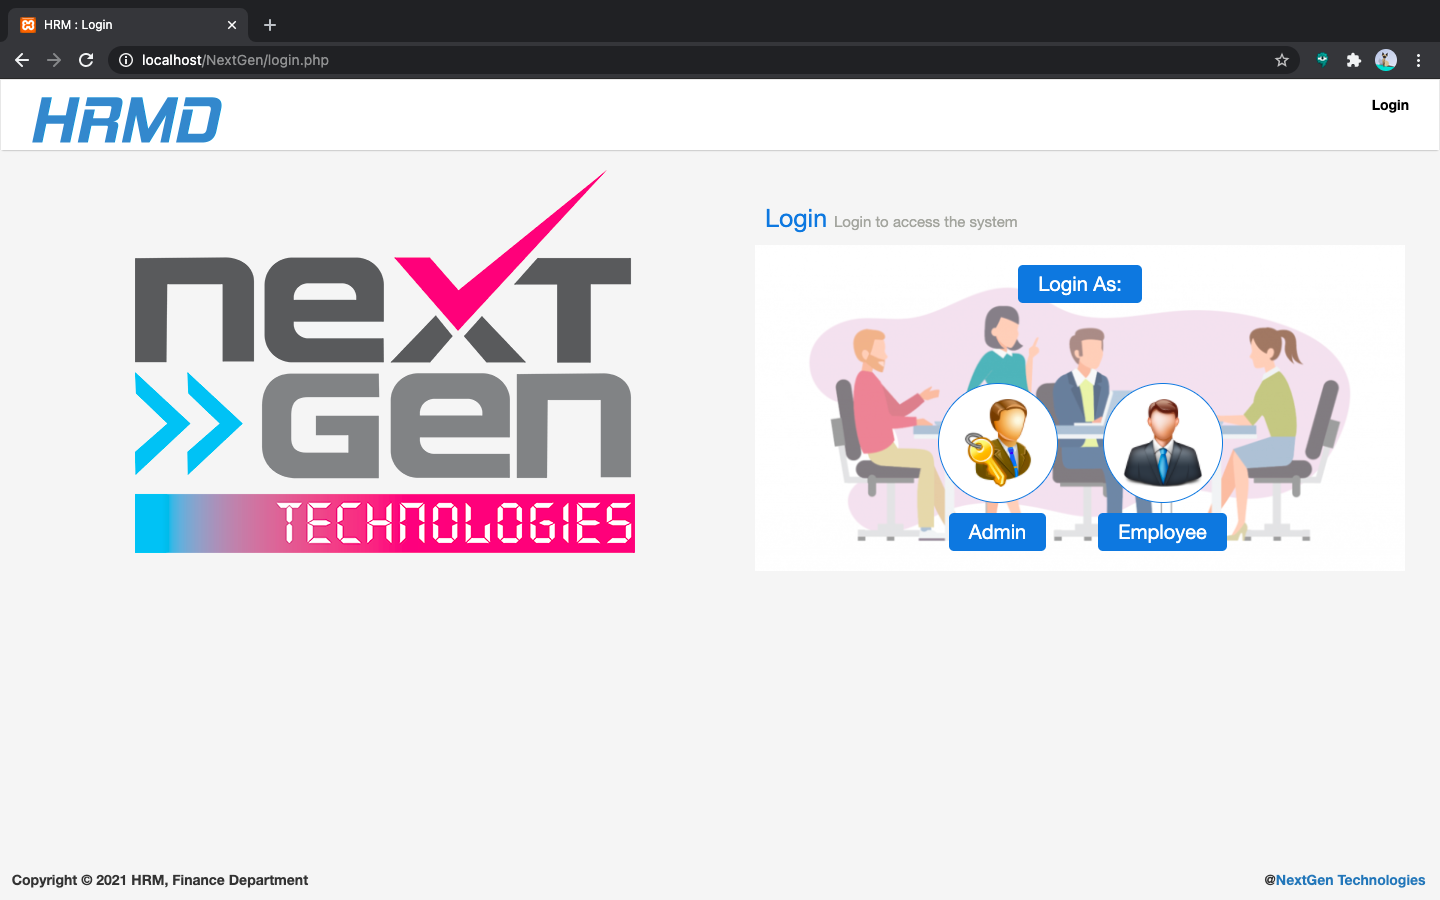 HRM : Login
localhost/NextGen/login.php
HRMD
Login
next
Gen
TECHNOLOGIES
Login Login to access the system
Login As:
Admin
Employee
Copyright © 2021 HRM, Finance Department
@NextGen Technologies